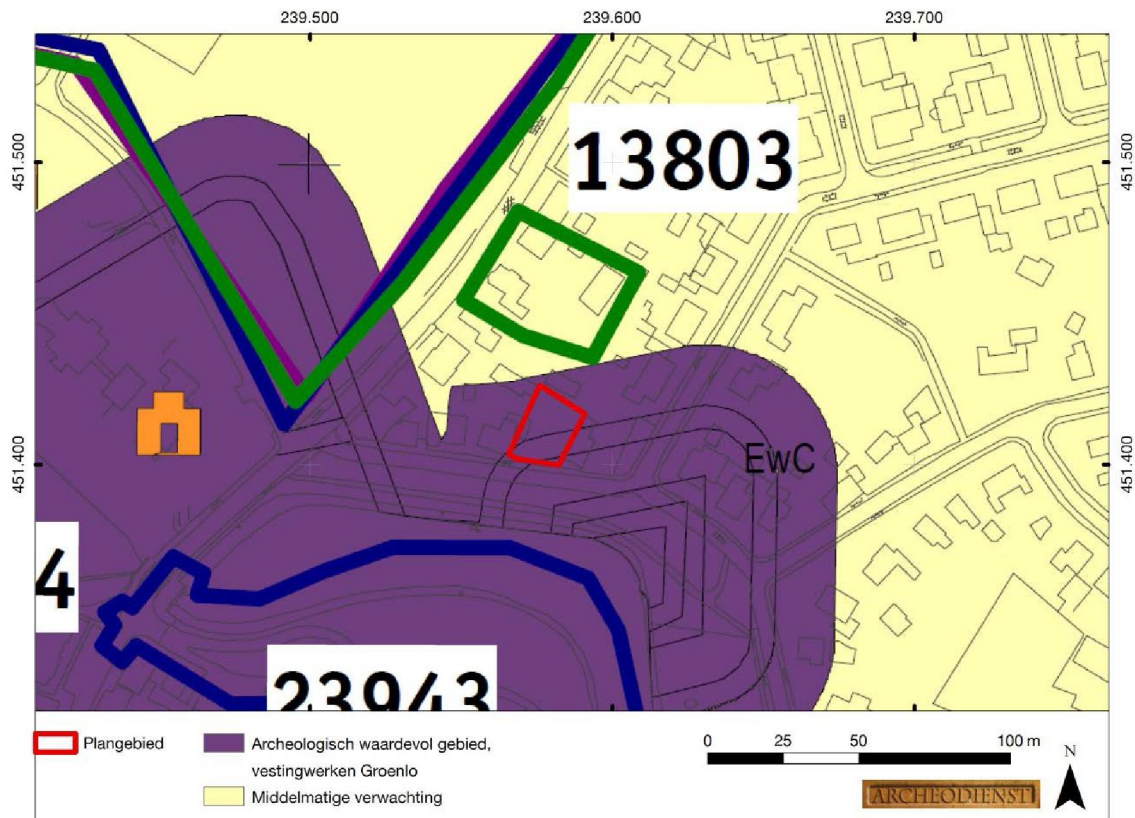 239.500 239.600 239.700
451.500 13803 451.500
451.400 EwC 451.400
4
23943
Plangebied
Archeologisch waardevol gebied,
vestingwerken Groenlo
Middelmatige verwachting
0 25 50 100 m
N
ARCHEODIENST